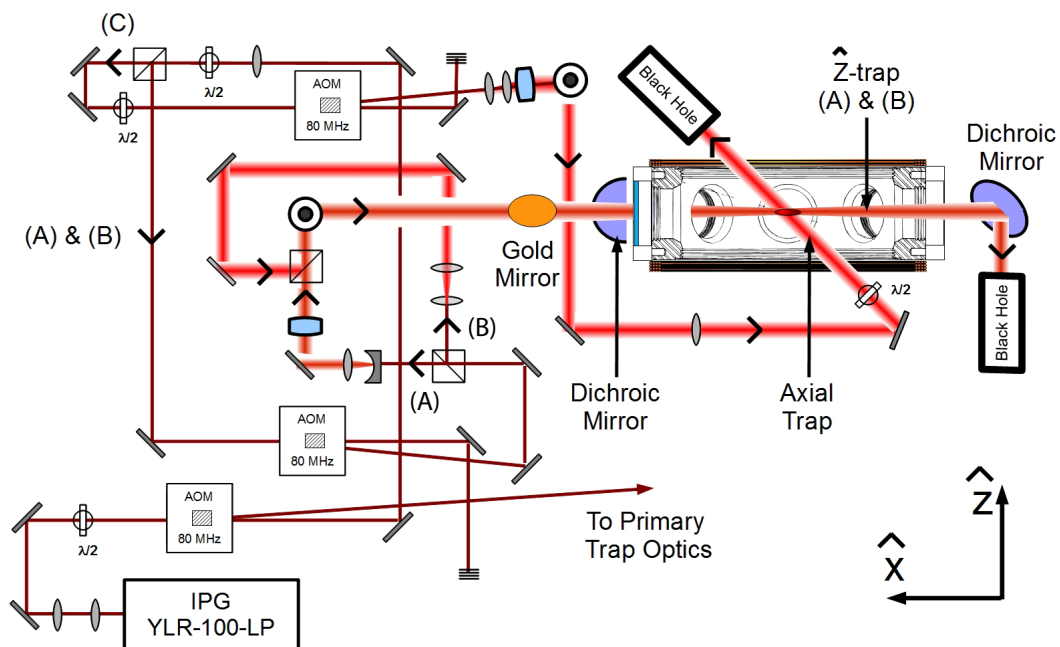 (C)
λ/2
λ/2
AOM
80 MHz
Black Hole
^
Z-trap
(A) & (B)
Dichroic
Mirror
(A) & (B)
Gold
Mirror
λ/2
(B)
(A)
Dichroic
Mirror
Axial
Trap
Black Hole
AOM
80 MHz
AOM
80 MHz
λ/2
To Primary
Trap Optics
^
Z
^
X
IPG
YLR-100-LP